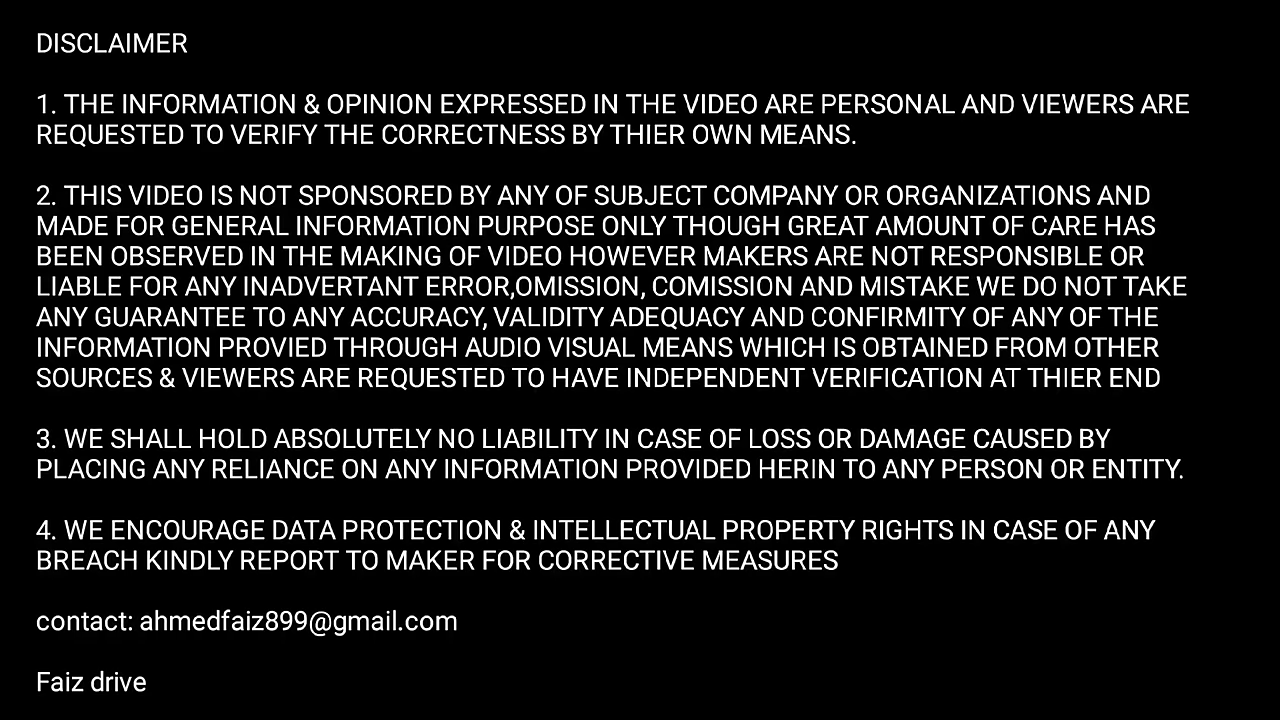 DISCLAIMER
1. THE INFORMATION & OPINION EXPRESSED IN THE VIDEO ARE PERSONAL AND VIEWERS ARE
REQUESTED TO VERIFY THE CORRECTNESS BY THIER OWN MEANS.
2. THIS VIDEO IS NOT SPONSORED BY ANY OF SUBJECT COMPANY OR ORGANIZATIONS AND
MADE FOR GENERAL INFORMATION PURPOSE ONLY THOUGH GREAT AMOUNT OF CARE HAS
BEEN OBSERVED IN THE MAKING OF VIDEO HOWEVER MAKERS ARE NOT RESPONSIBLE OR
LIABLE FOR ANY INADVERTANT ERROR,OMISSION, COMISSION AND MISTAKE WE DO NOT TAKE
ANY GUARANTEE TO ANY ACCURACY, VALIDITY ADEQUACY AND CONFIRMITY OF ANY OF THE
INFORMATION PROVIED THROUGH AUDIO VISUAL MEANS WHICH IS OBTAINED FROM OTHER
SOURCES & VIEWERS ARE REQUESTED TO HAVE INDEPENDENT VERIFICATION AT THIER END
3. WE SHALL HOLD ABSOLUTELY NO LIABILITY IN CASE OF LOSS OR DAMAGE CAUSED BY
PLACING ANY RELIANCE ON ANY INFORMATION PROVIDED HERIN TO ANY PERSON OR ENTITY.
4. WE ENCOURAGE DATA PROTECTION & INTELLECTUAL PROPERTY RIGHTS IN CASE OF ANY
BREACH KINDLY REPORT TO MAKER FOR CORRECTIVE MEASURES
contact: ahmedfaiz899@gmail.com
Faiz drive